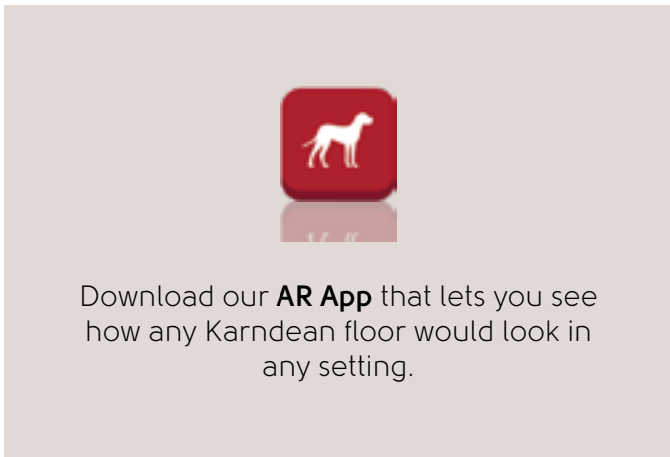 Download our AR App that lets you see
how any Karndean floor would look in
any setting.